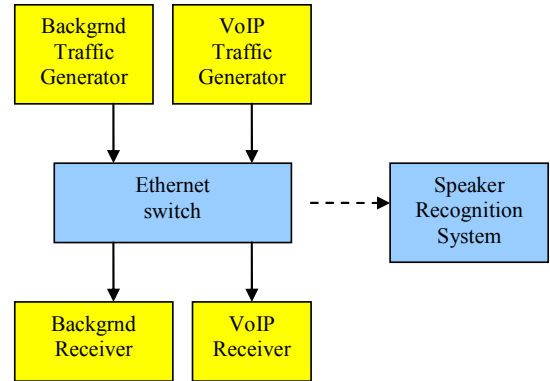 Backgrnd
Traffic
Generator
VoIP
Traffic
Generator
Ethernet
switch
Speaker
Recognition
System
Backgrnd
Receiver
VoIP
Receiver